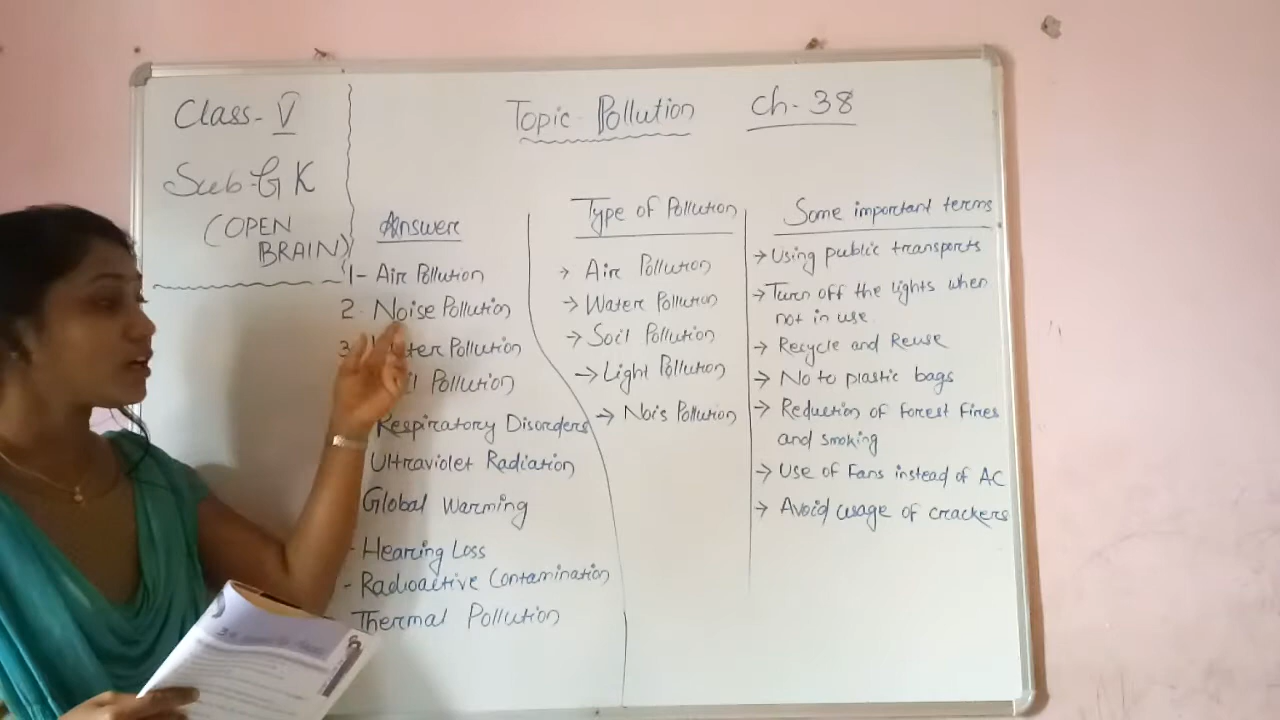 Class- V
Sub- G K
(OPEN
BRAIN)
Topic- Pollution
Ch- 38
Answer
1- Air Pollution
2- Noise Pollution
3 Water Pollution
Pollution
Respiratory Disorders
Ultraviolet Radiation
Global Warming
- Hearing Loss
- Radioactive Contamination
Thermal Pollution
Type of Pollution
→ Air Pollution
→ Water Pollution
→ Soil Pollution
→ Light Pollution
→ Nois Pollution
Some important terms
→ Using public transports
→ Turn off the lights when
not in use.
→ Recycle and Reuse
→ No to plastic bags
→ Reduction of forest fires
and smoking
→ Use of Fans instead of AC
→ Avoid usage of crackers